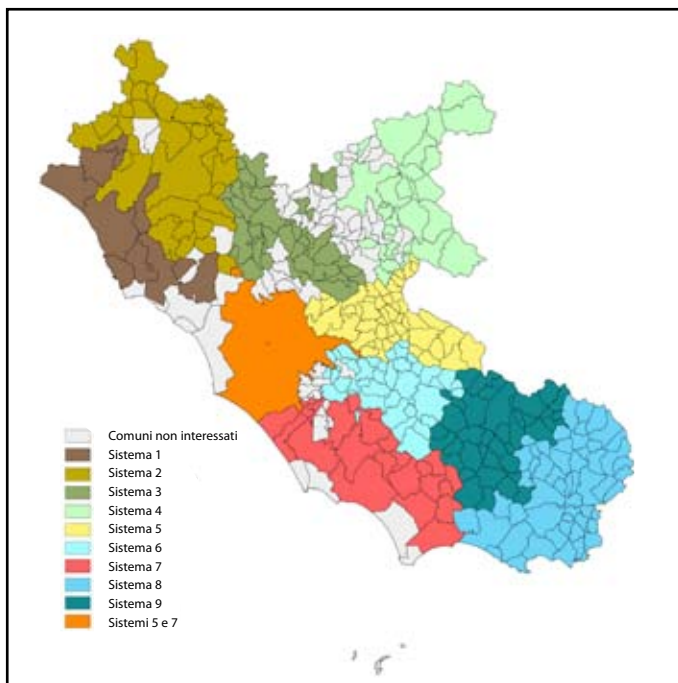 Comuni non interessati
Sistema 1
Sistema 2
Sistema 3
Sistema 4
Sistema 5
Sistema 6
Sistema 7
Sistema 8
Sistema 9
Sistemi 5 e 7